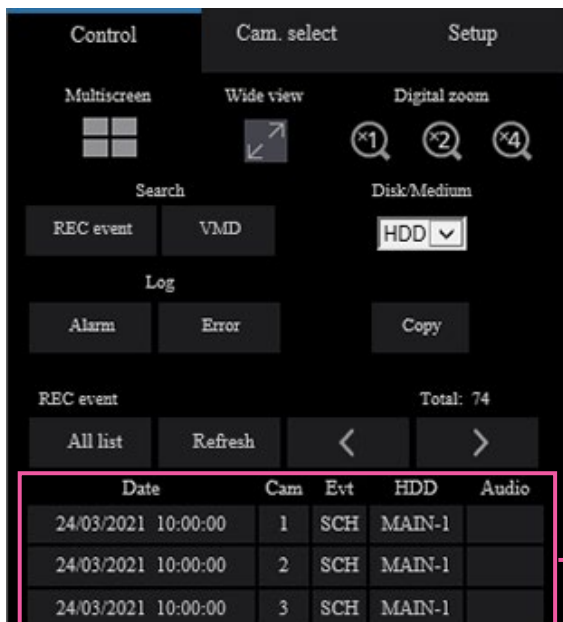 Control Cam. select Setup
Multiscreen Wide view Digital zoom
×1 ×2 ×4
Search Disk/Medium
REC event VMD HDD
Log
Alarm Error Copy
REC event Total: 74
All list Refresh < >
Date Cam Evt HDD Audio
24/03/2021 10:00:00 1 SCH MAIN-1
24/03/2021 10:00:00 2 SCH MAIN-1
24/03/2021 10:00:00 3 SCH MAIN-1